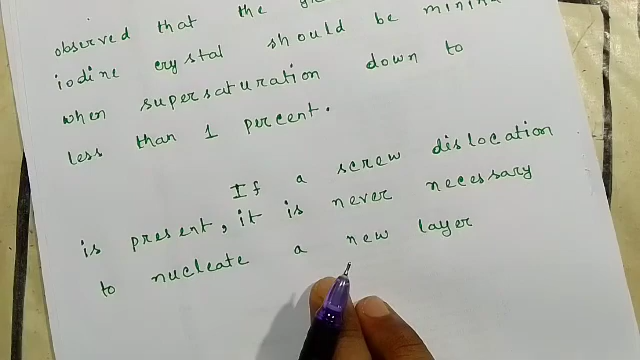 observed that the
iodine crystal should be
when supersaturation down to
less than 1 percent.
If a screw dislocation
is present, it is never necessary
to nucleate a new layer